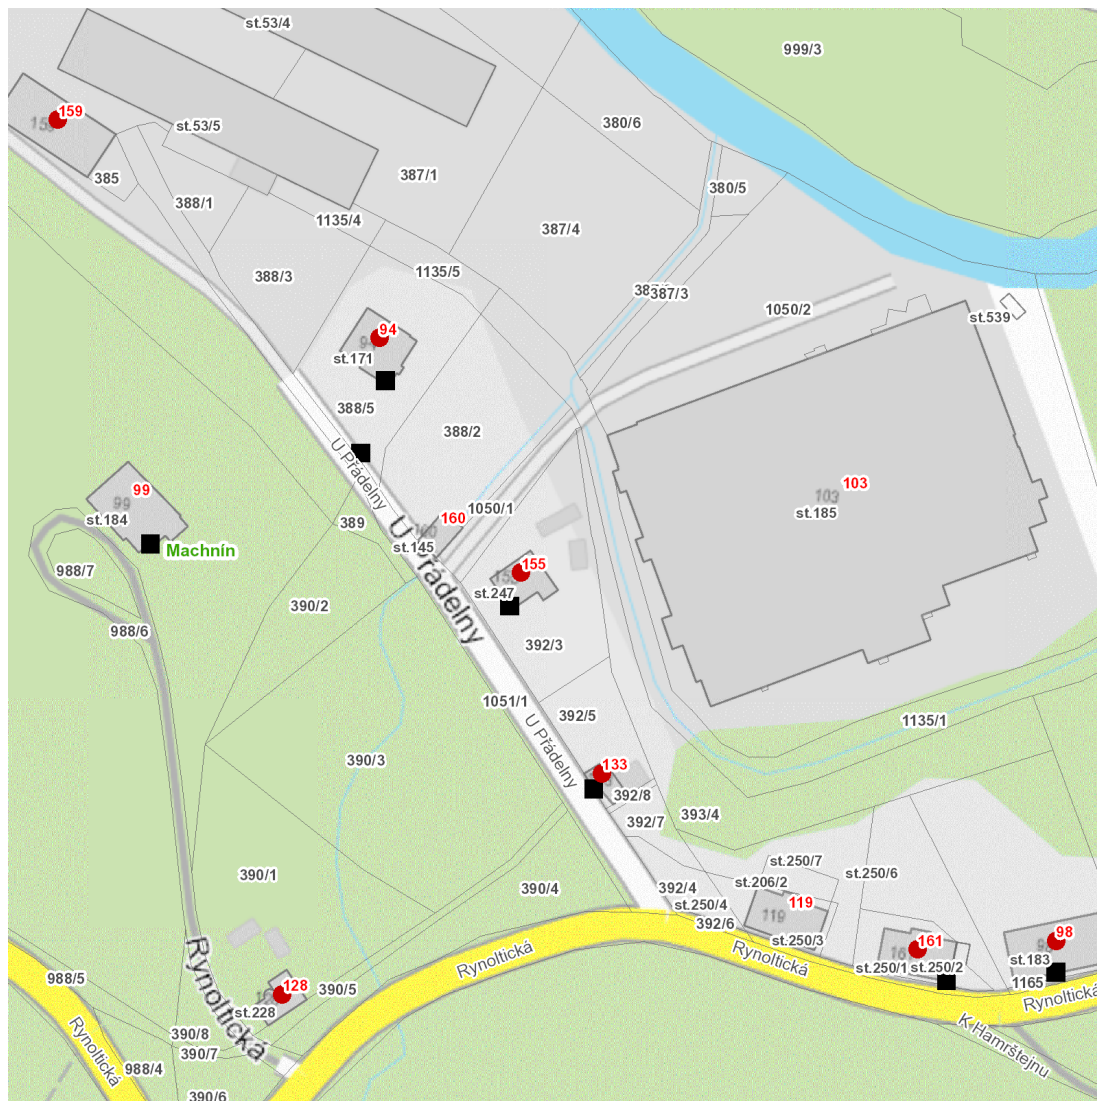 st.53/4
999/3
159
st.53/5
380/6
385
387/1
380/5
388/1
1135/4
387/4
388/3
1135/5
387/3
1050/2
st.539
94
st.171
388/5
388/2
U Přádelny
99
99
103
103
st.185
st.184
389
160
1050/1
st.145
Machnín
U Přádelny
155
st.247
988/7
390/2
988/6
392/3
1051/1
392/5
U Přádelny
1135/1
390/3
133
392/8
392/7
393/4
390/1
390/4
392/4
st.250/7
st.206/2
st.250/6
st.250/4
119
119
392/6
st.250/3
161
98
Rynoltická
Rynoltická
Rynoltická
st.250/1
st.250/2
st.183
1165
Rynoltická
988/5
128
390/5
st.228
390/8
390/7
Rynoltická
988/4
390/6
K Hamrštejnu